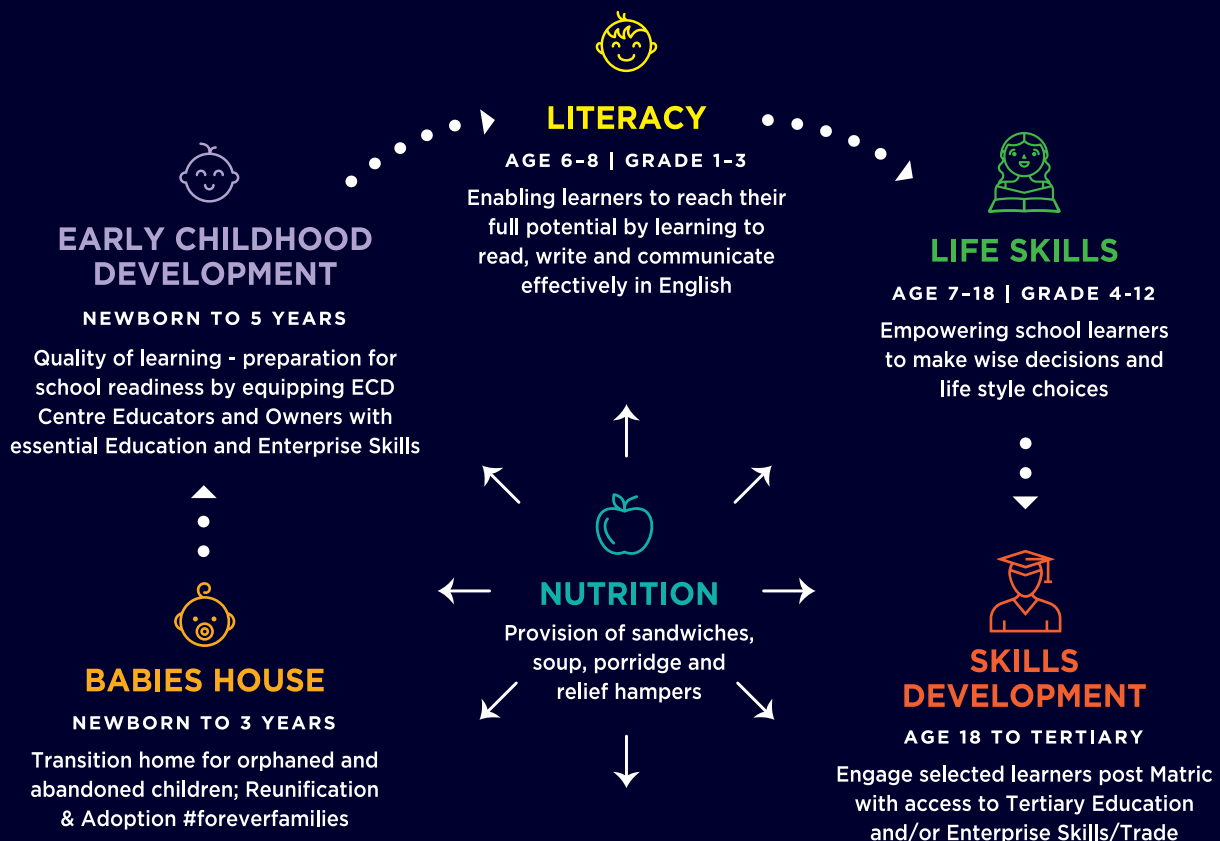 LITERACY
AGE 6–8 | GRADE 1–3
Enabling learners to reach their
full potential by learning to
read, write and communicate
effectively in English
EARLY CHILDHOOD
DEVELOPMENT
NEWBORN TO 5 YEARS
Quality of learning - preparation for
school readiness by equipping ECD
Centre Educators and Owners with
essential Education and Enterprise Skills
LIFE SKILLS
AGE 7–18 | GRADE 4-12
Empowering school learners
to make wise decisions and
life style choices
NUTRITION
Provision of sandwiches,
soup, porridge and
relief hampers
BABIES HOUSE
NEWBORN TO 3 YEARS
Transition home for orphaned and
abandoned children; Reunification
& Adoption #foreverfamilies
SKILLS
DEVELOPMENT
AGE 18 TO TERTIARY
Engage selected learners post Matric
with access to Tertiary Education
and/or Enterprise Skills/Trade